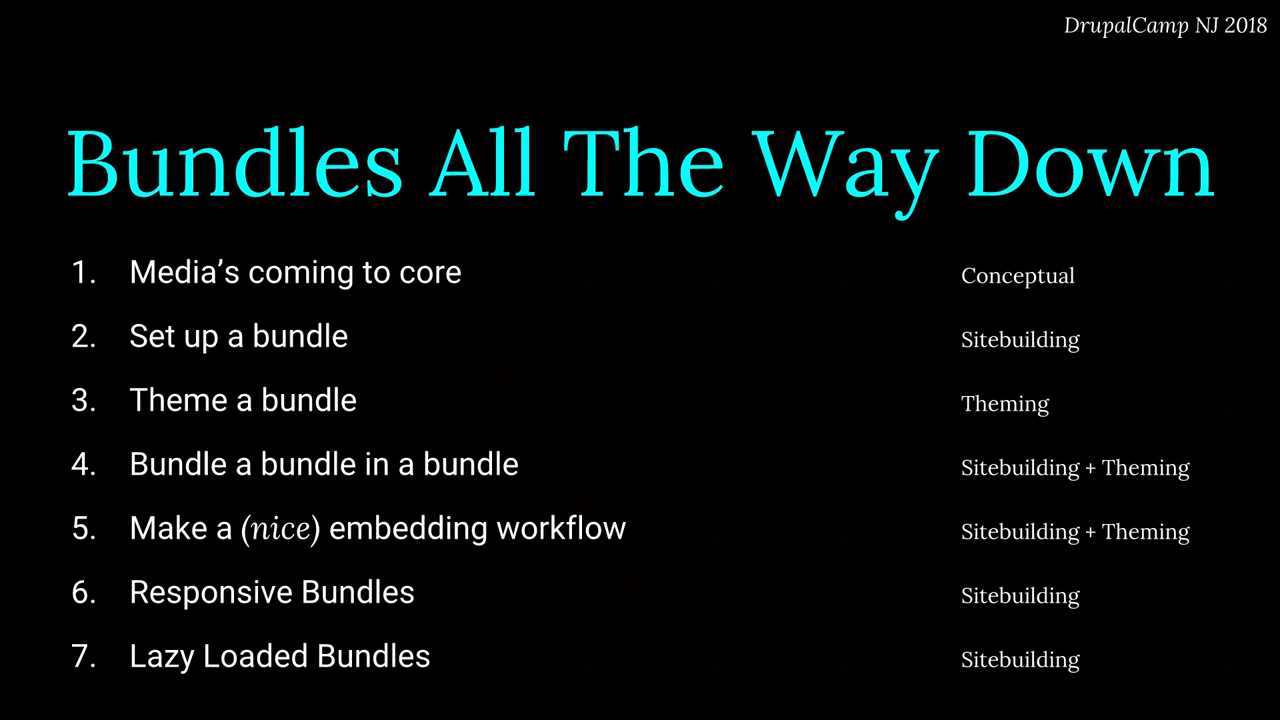 DrupalCamp NJ 2018
Bundles All The Way Down
1. Media’s coming to core Conceptual
2. Set up a bundle Sitebuilding
3. Theme a bundle Theming
4. Bundle a bundle in a bundle Sitebuilding + Theming
5. Make a (nice) embedding workflow Sitebuilding + Theming
6. Responsive Bundles Sitebuilding
7. Lazy Loaded Bundles Sitebuilding